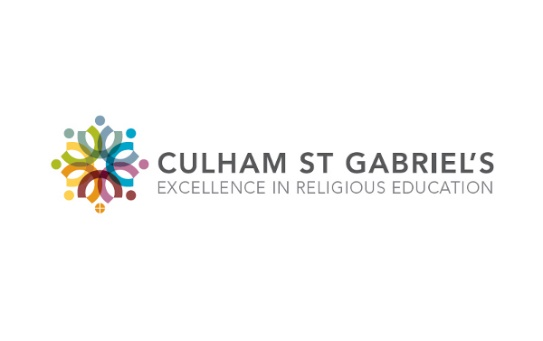 CULHAM ST GABRIEL'S
EXCELLENCE IN RELIGIOUS EDUCATION